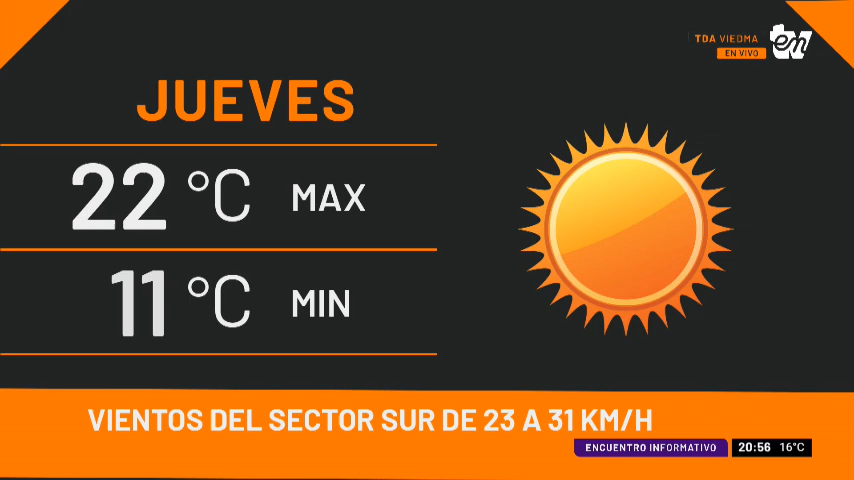 TDA VIEDMA
EN VIVO
en
JUEVES
22 °C MAX
11 °C MIN
VIENTOS DEL SECTOR SUR DE 23 A 31 KM/H
ENCUENTRO INFORMATIVO 20:56 16°C